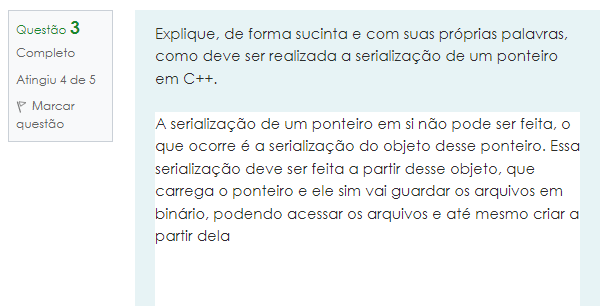 Questão 3
Completo
Atingiu 4 de 5
Marcar
questão
Explique, de forma sucinta e com suas próprias palavras,
como deve ser realizada a serialização de um ponteiro
em C++.
A serialização de um ponteiro em si não pode ser feita, o
que ocorre é a serialização do objeto desse ponteiro. Essa
serialização deve ser feita a partir desse objeto, que
carrega o ponteiro e ele sim vai guardar os arquivos em
binário, podendo acessar os arquivos e até mesmo criar a
partir dela